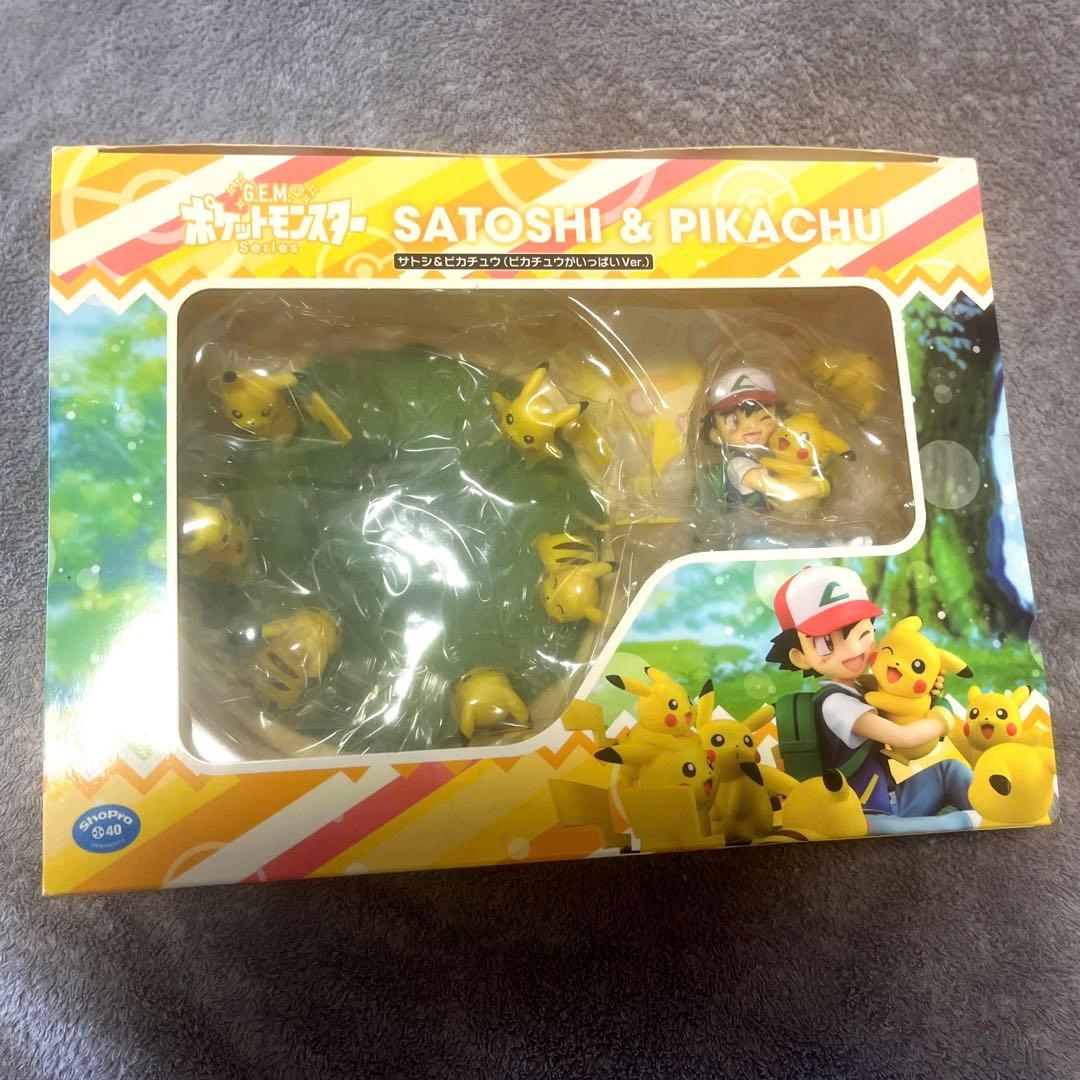 G.E.M.
ポケットモンスター
Series
SATOSHI & PIKACHU
サトシ&ピカチュウ(ピカチュウがいっぱいVer.)
ShoPro
40